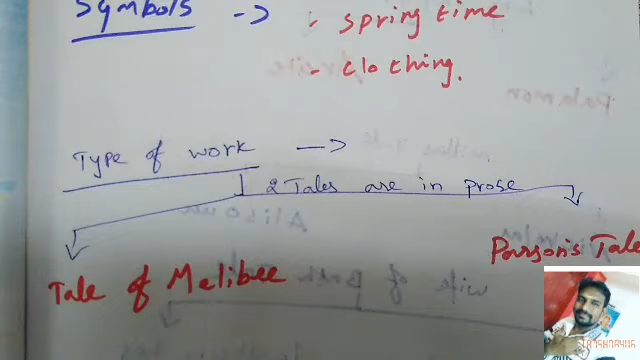 Symbols -> - Spring time
- clothing.
Type of work ->
2 Tales are in prose
Tale of Melibee
Parson's Tale